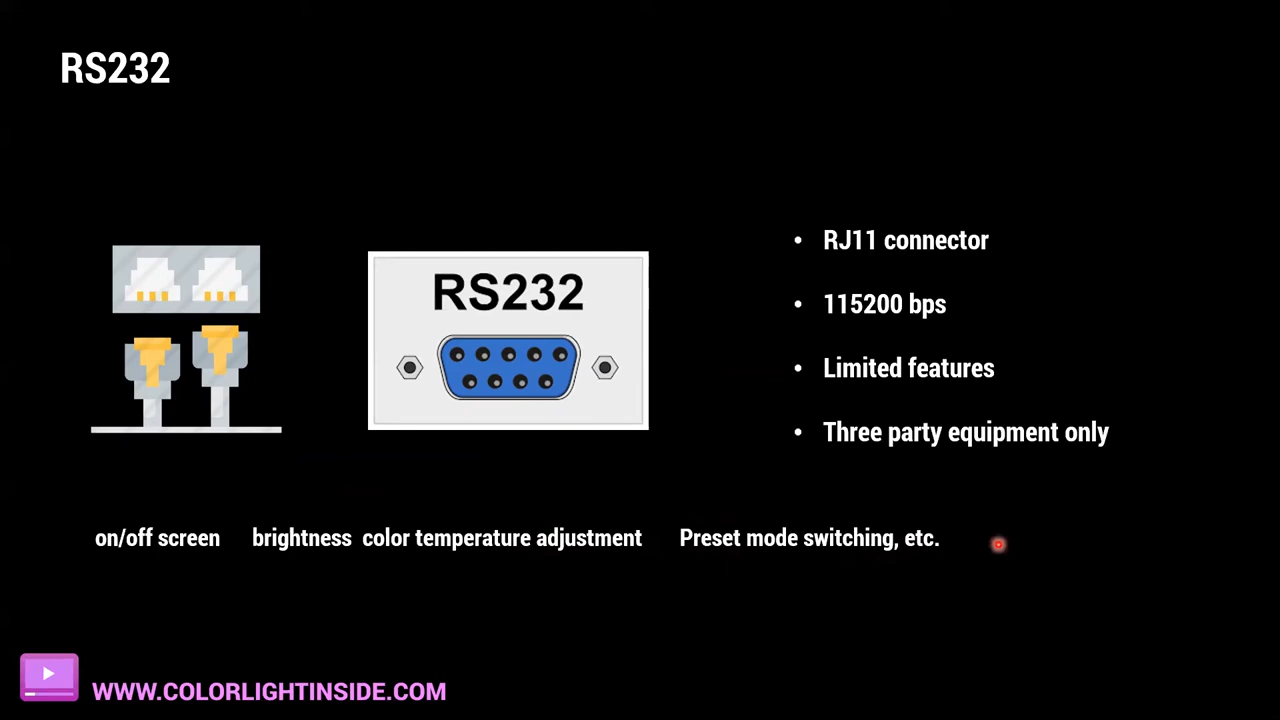 RS232
RS232
• RJ11 connector
• 115200 bps
• Limited features
• Three party equipment only
on/off screen brightness color temperature adjustment Preset mode switching, etc.
WWW.COLORLIGHTINSIDE.COM